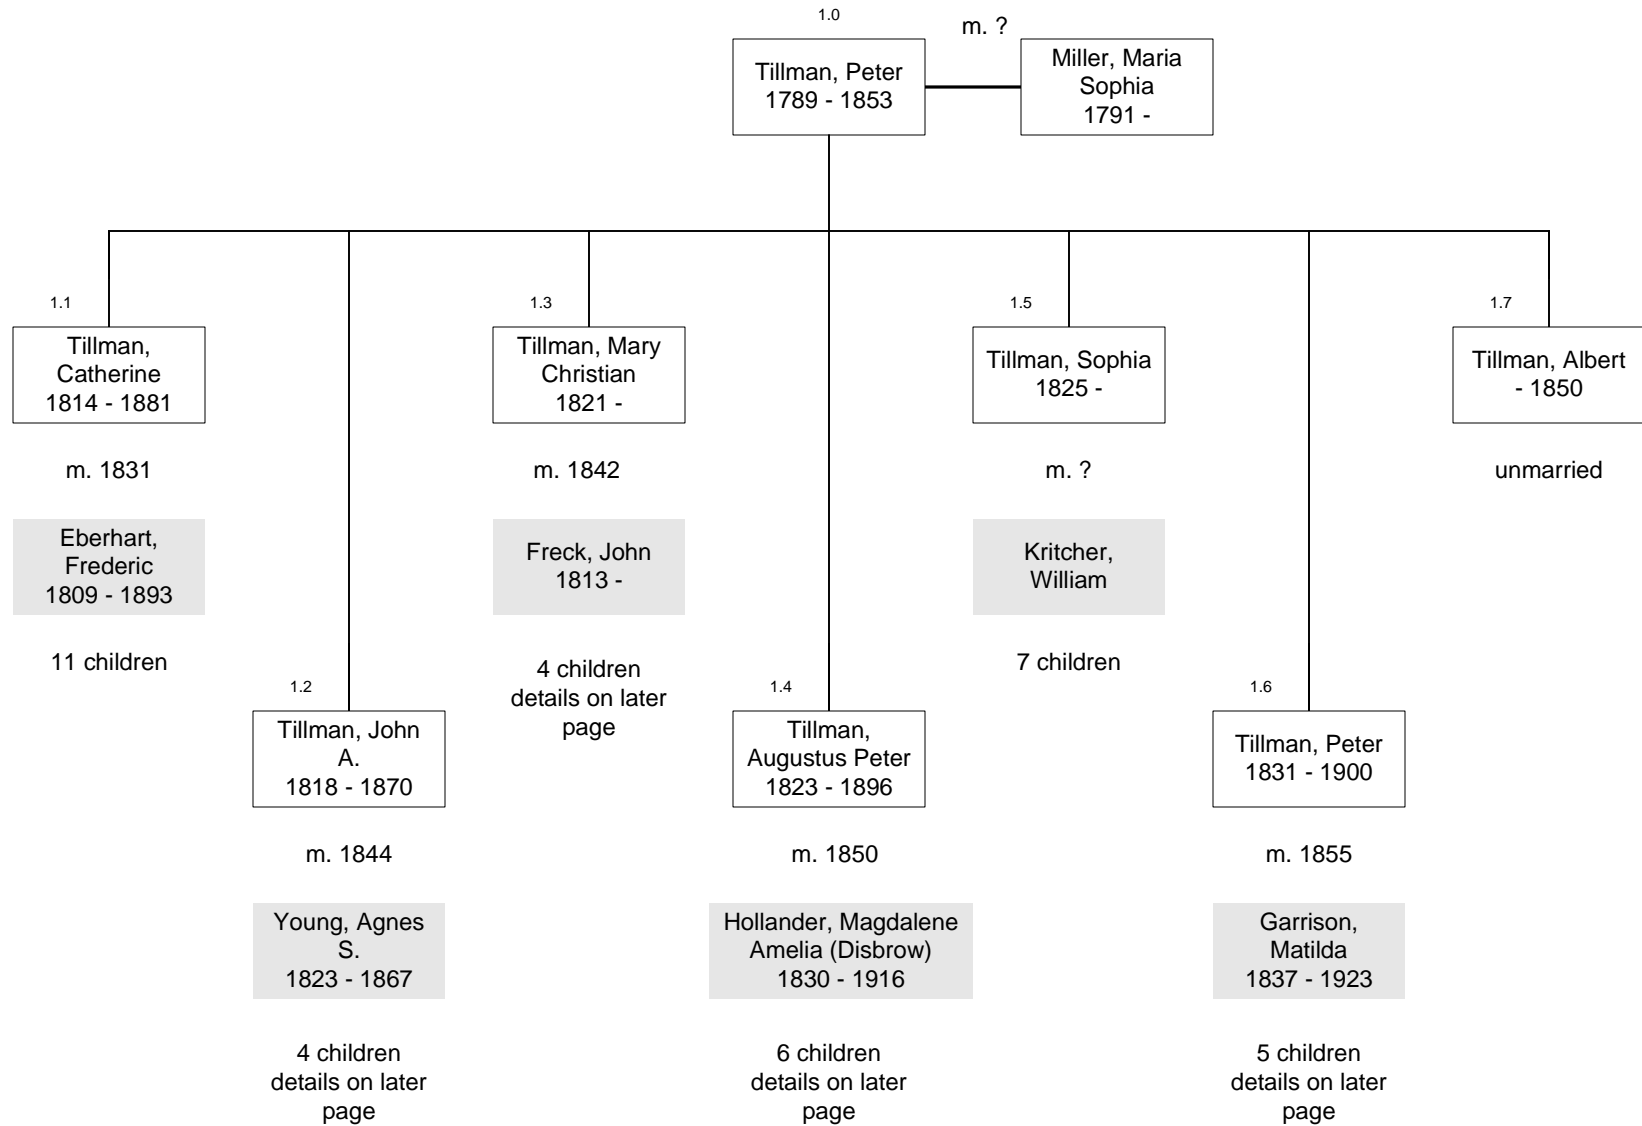 1.0
m. ?
Tillman, Peter
1789 - 1853
Miller, Maria
Sophia
1791 -
1.1
Tillman,
Catherine
1814 - 1881
m. 1831
Eberhart,
Frederic
1809 - 1893
11 children
1.2
Tillman, John
A.
1818 - 1870
m. 1844
Young, Agnes
S.
1823 - 1867
4 children
details on later
page
1.3
Tillman, Mary
Christian
1821 -
m. 1842
Freck, John
1813 -
4 children
details on later
page
1.4
Tillman,
Augustus Peter
1823 - 1896
m. 1850
Hollander, Magdalene
Amelia (Disbrow)
1830 - 1916
6 children
details on later
page
1.5
Tillman, Sophia
1825 -
m. ?
Kritcher,
William
7 children
1.6
Tillman, Peter
1831 - 1900
m. 1855
Garrison,
Matilda
1837 - 1923
5 children
details on later
page
1.7
Tillman, Albert
- 1850
unmarried